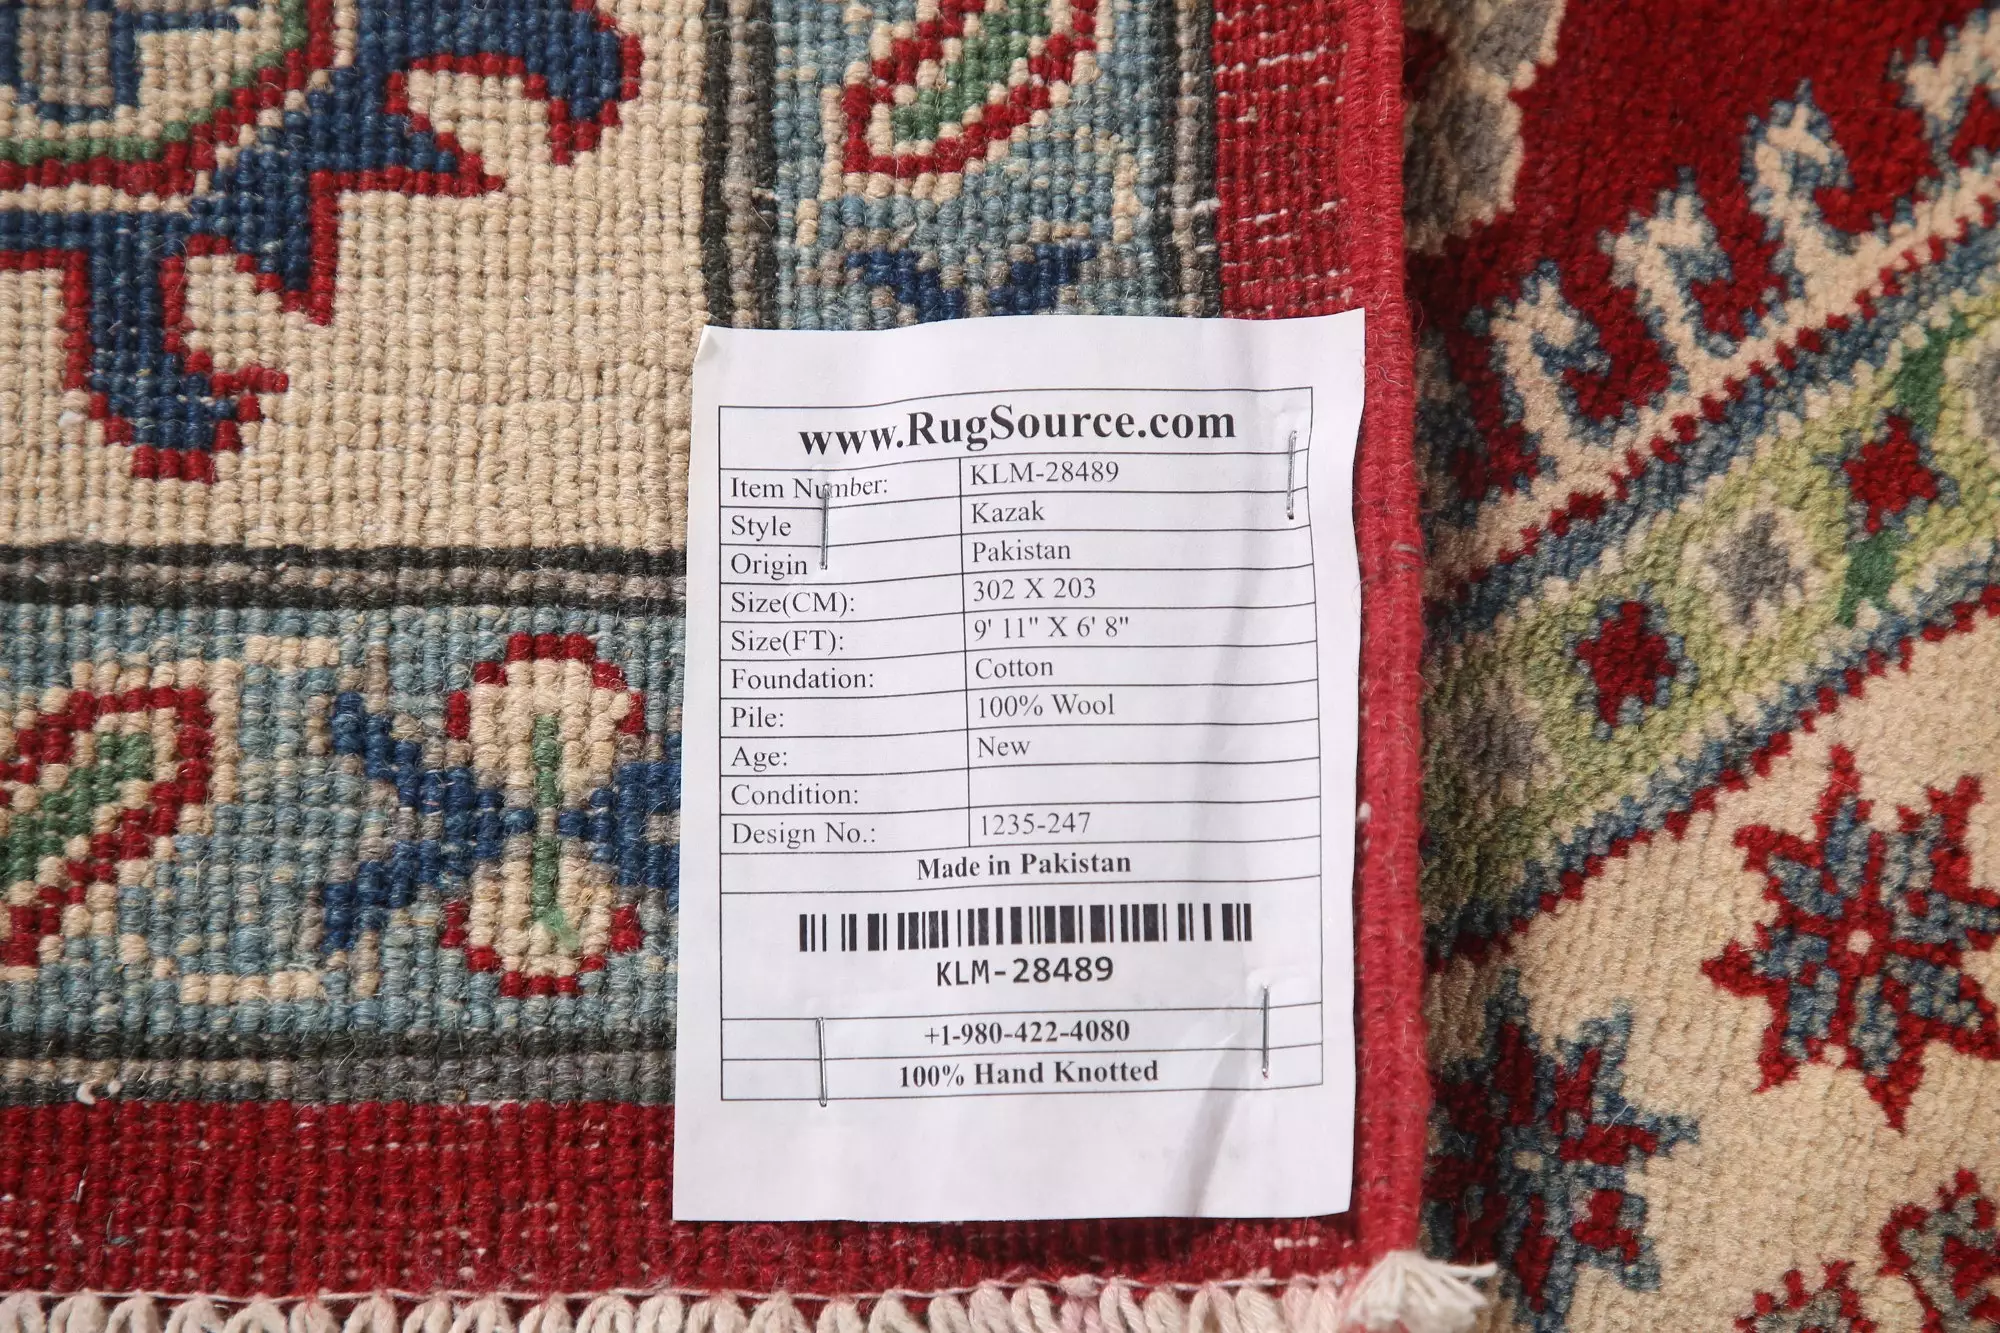 www.RugSource.com
Item Number: KLM-28489
Style Kazak
Origin Pakistan
Size(CM): 302 X 203
Size(FT): 9' 11" X 6' 8"
Foundation: Cotton
Pile: 100% Wool
Age: New
Condition:
Design No.: 1235-247
Made in Pakistan
KLM-28489
+1-980-422-4080
100% Hand Knotted